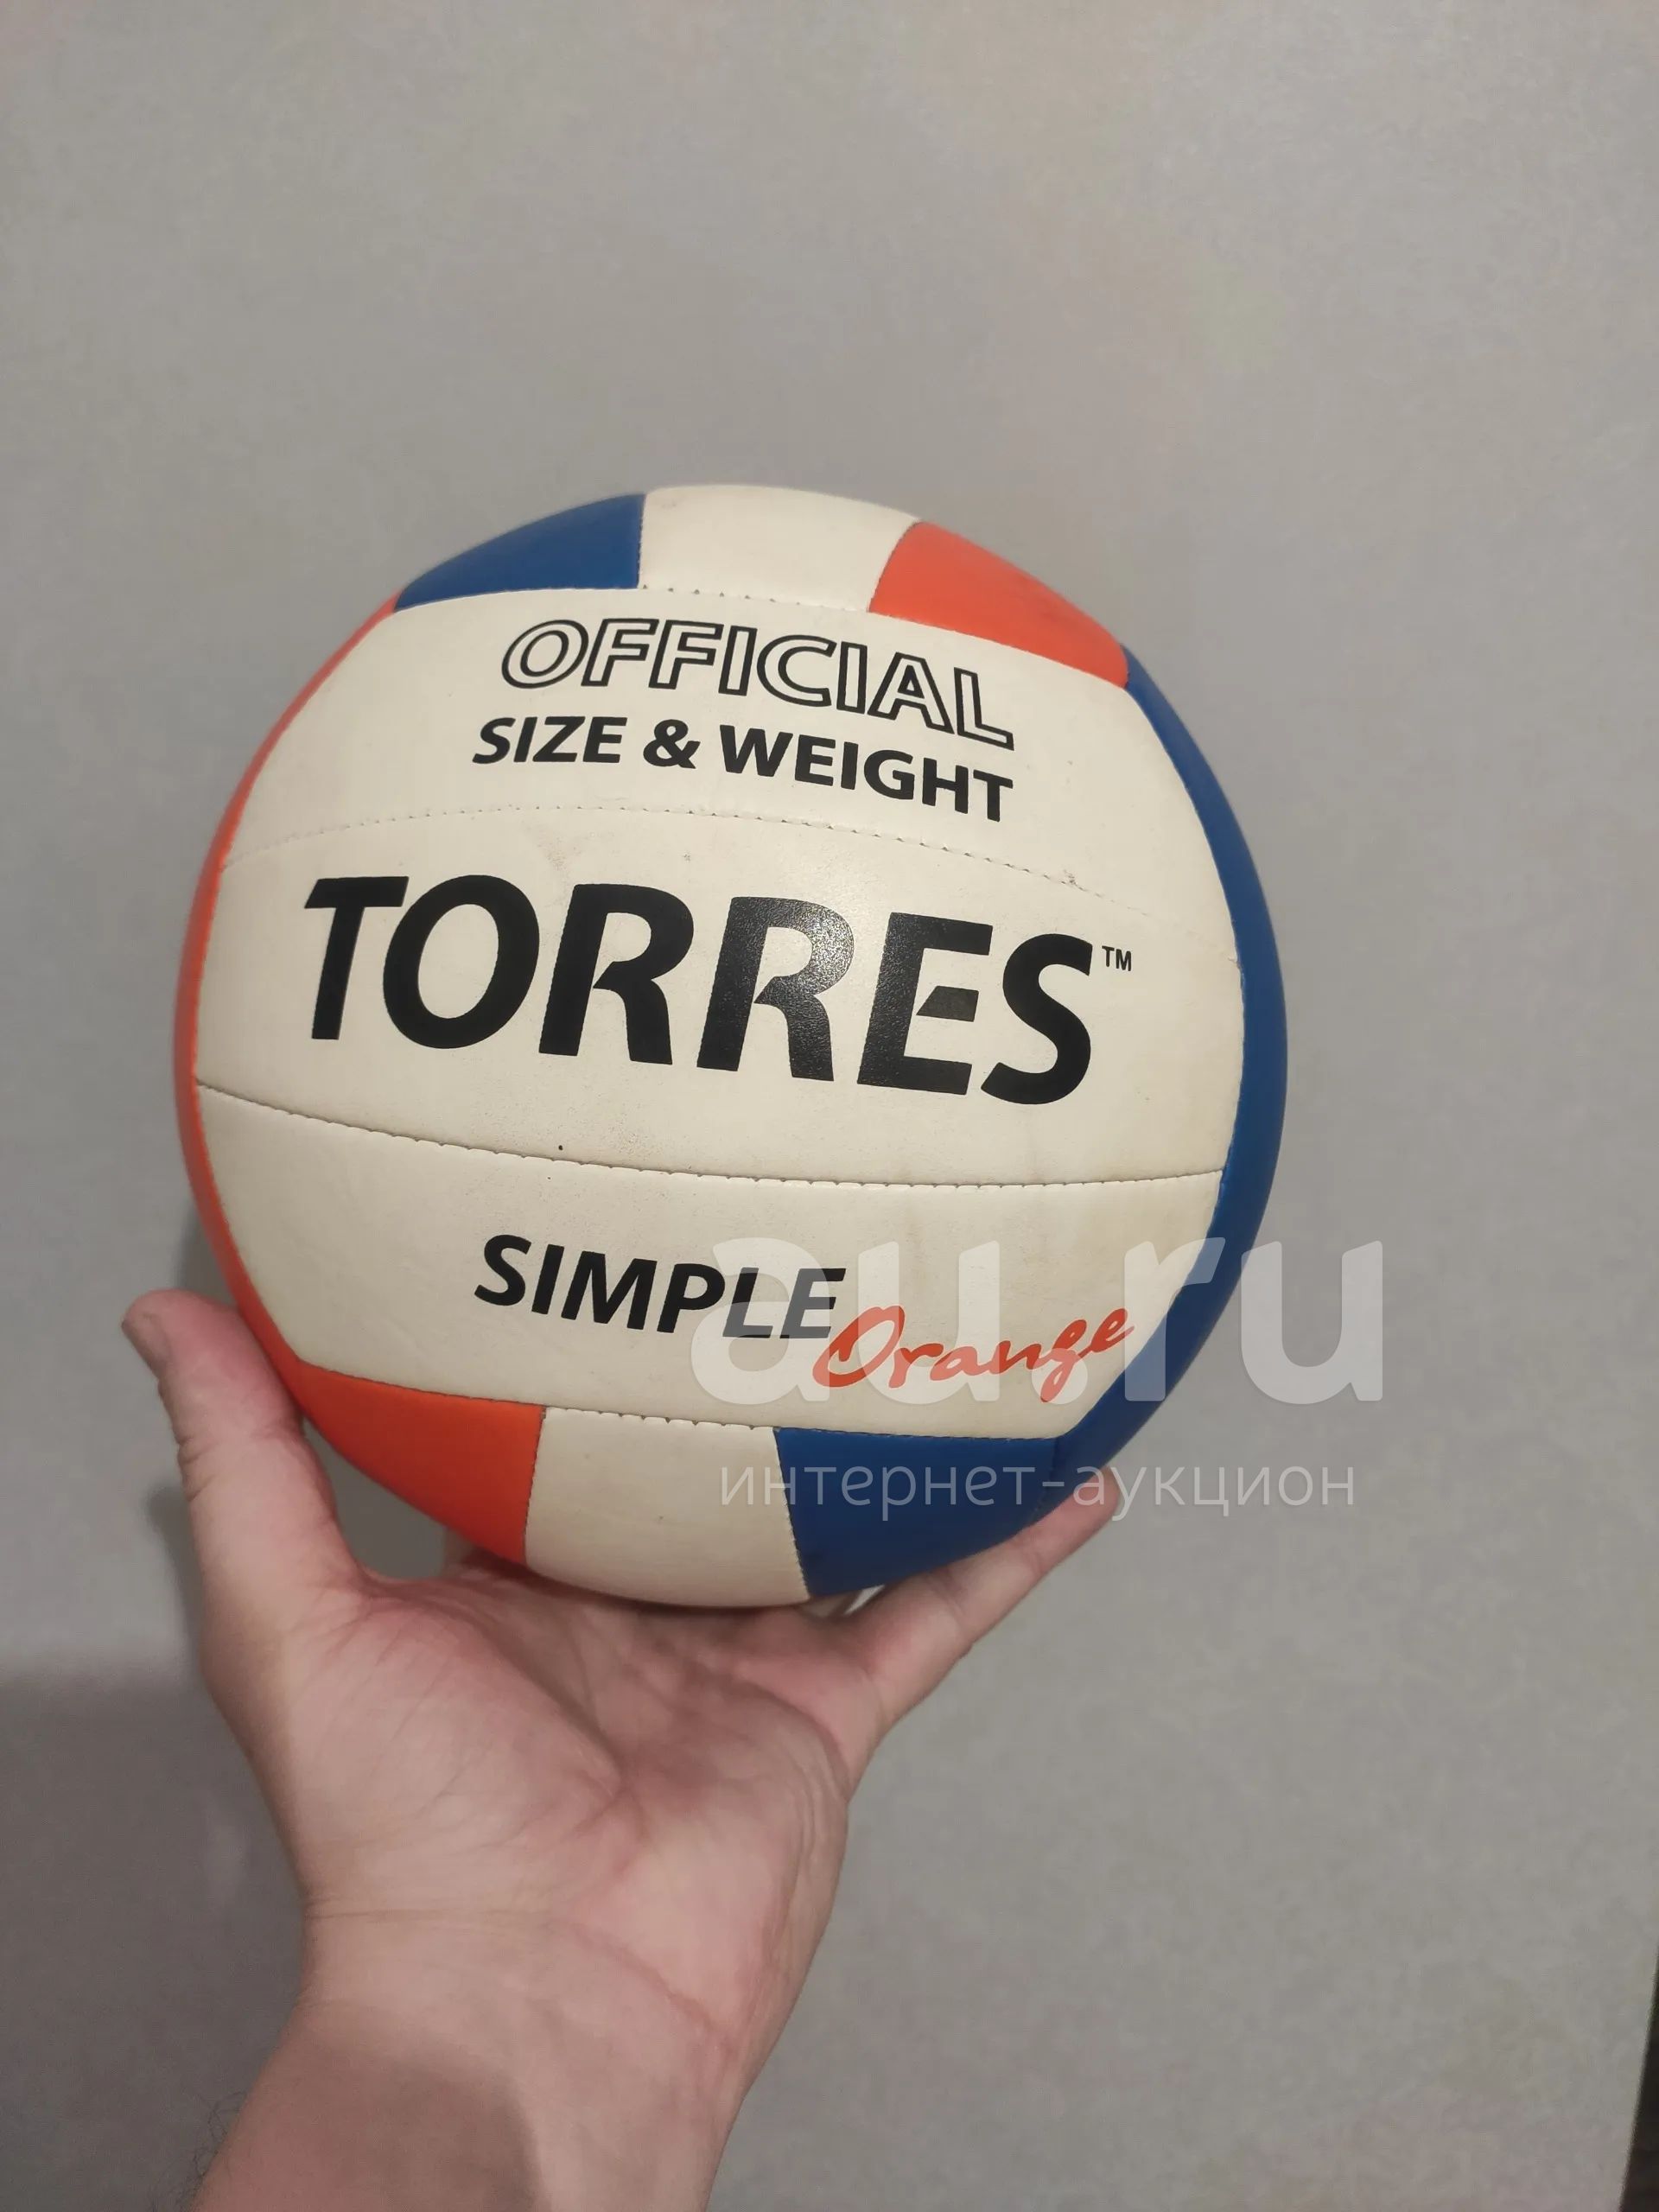 OFFICIAL
SIZE & WEIGHT
TORRES™
SIMPLE
Orange
au.ru
интернет-аукцион